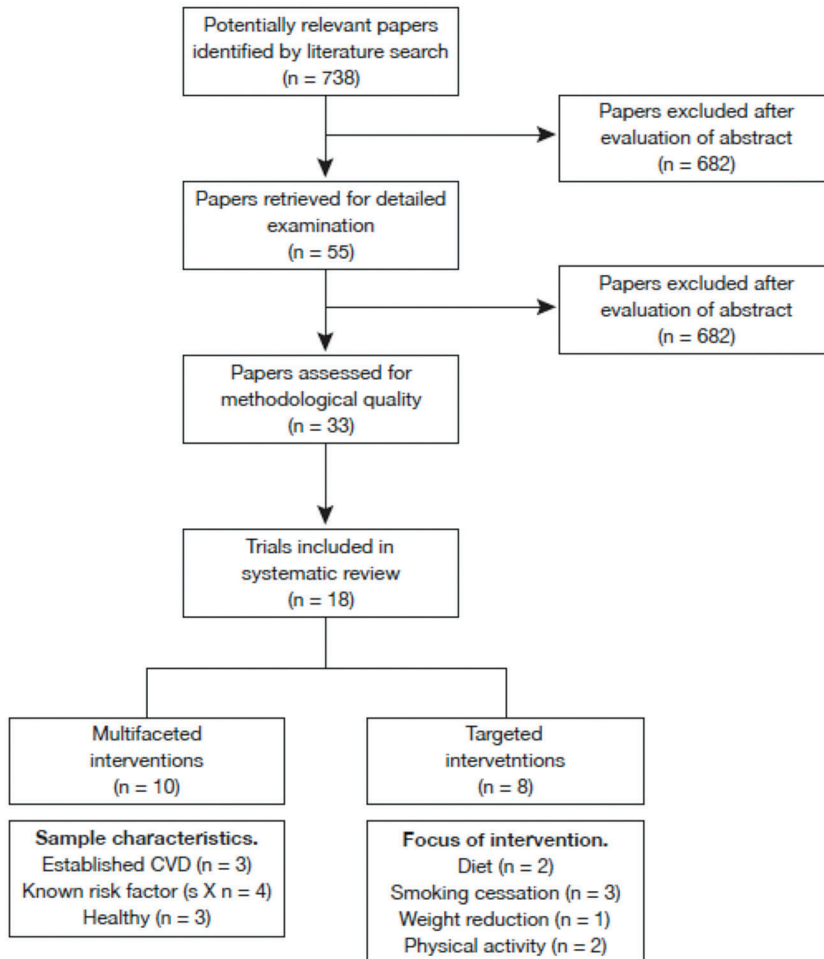 Potentially relevant papers
identified by literature search
(n = 738)
Papers excluded after
evaluation of abstract
(n = 682)
Papers retrieved for detailed
examination
(n = 55)
Papers excluded after
evaluation of abstract
(n = 682)
Papers assessed for
methodological quality
(n = 33)
Trials included in
systematic review
(n = 18)
Multifaceted
interventions
(n = 10)
Targeted
intervetntions
(n = 8)
Sample characteristics.
Established CVD (n = 3)
Known risk factor (s X n = 4)
Healthy (n = 3)
Focus of intervention.
Diet (n = 2)
Smoking cessation (n = 3)
Weight reduction (n = 1)
Physical activity (n = 2)